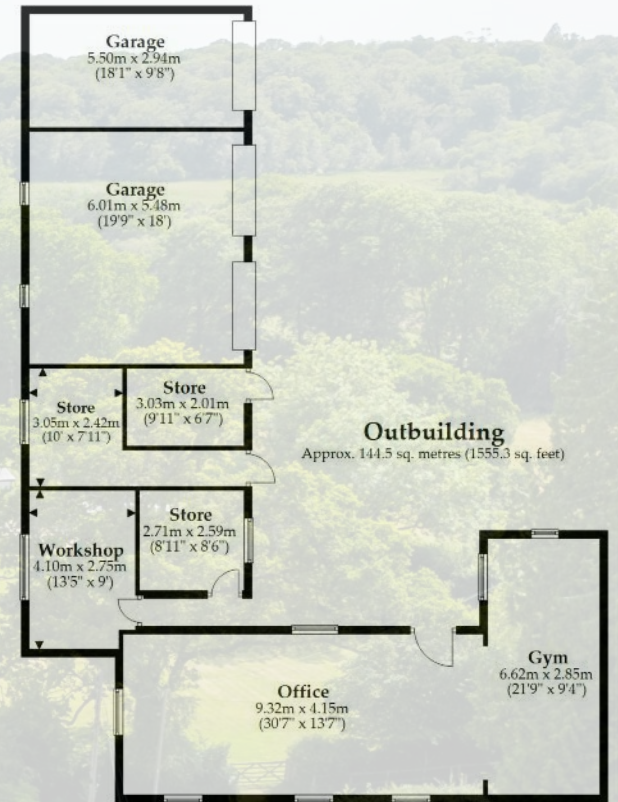 Garage
5.50m x 2.94m
(18'1" x 9'8")
Garage
6.01m x 5.48m
(19'9" x 18')
Store
3.03m x 2.01m
(9'11" x 6'7")
Store
3.05m x 2.42m
(10' x 7'11")
Outbuilding
Approx. 144.5 sq. metres (1555.3 sq. feet)
Store
2.71m x 2.59m
(8'11" x 8'6")
Workshop
4.10m x 2.75m
(13'5" x 9')
Gym
6.62m x 2.85m
(21'9" x 9'4")
Office
9.32m x 4.15m
(30'7" x 13'7")